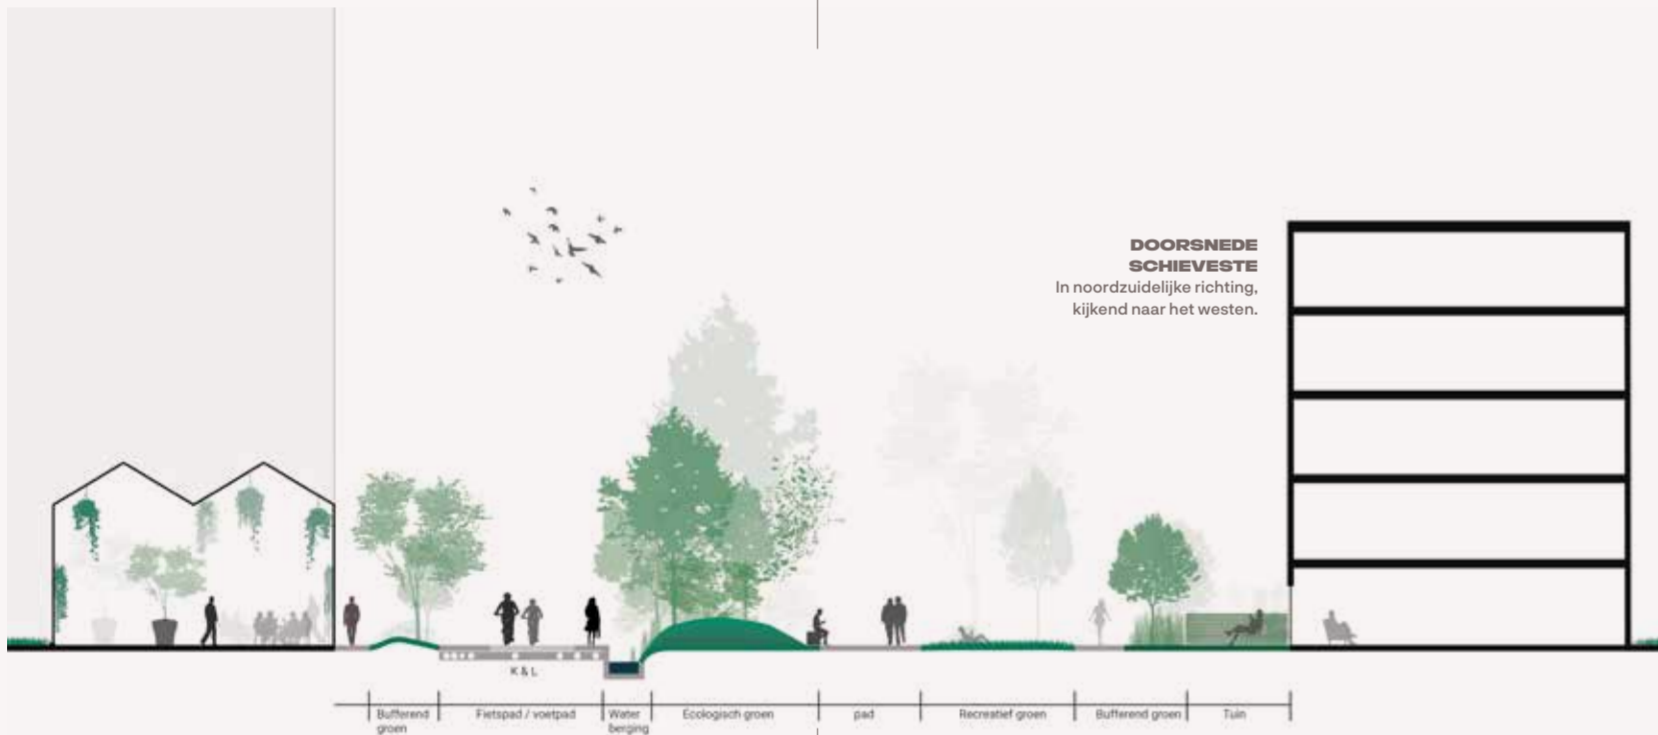 DOORSNEDE
SCHIEVESTE
In noordzuidelijke richting,
kijkend naar het westen.
K & L
Bufferend
groen
Fietspad / voetpad
Water
berging
Ecologisch groen
pad
Recreatief groen
Bufferend groen
Tuin